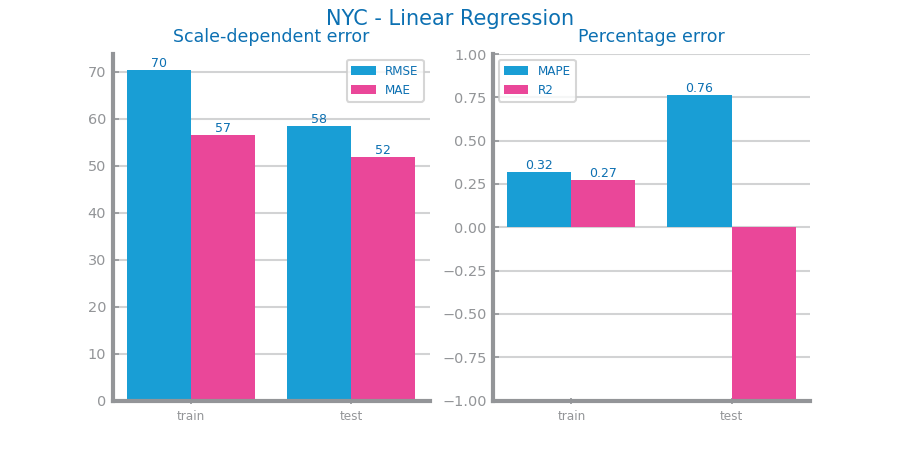 NYC - Linear Regression
Scale-dependent error
70
60
50
40
30
20
10
0
70
57
58
52
RMSE
MAE
train
test
Percentage error
1.00
0.75
0.50
0.25
0.00
−0.25
−0.50
−0.75
−1.00
MAPE
R2
0.32
0.27
0.76
train
test